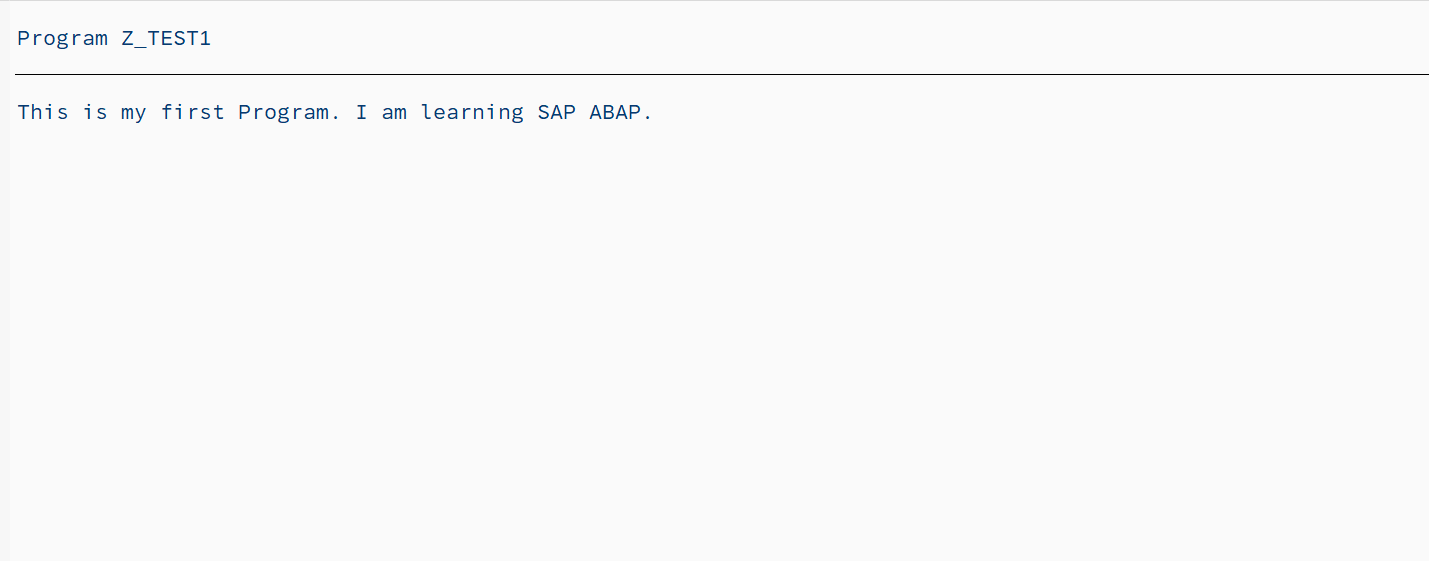 Program Z_TEST1
This is my first Program. I am learning SAP ABAP.